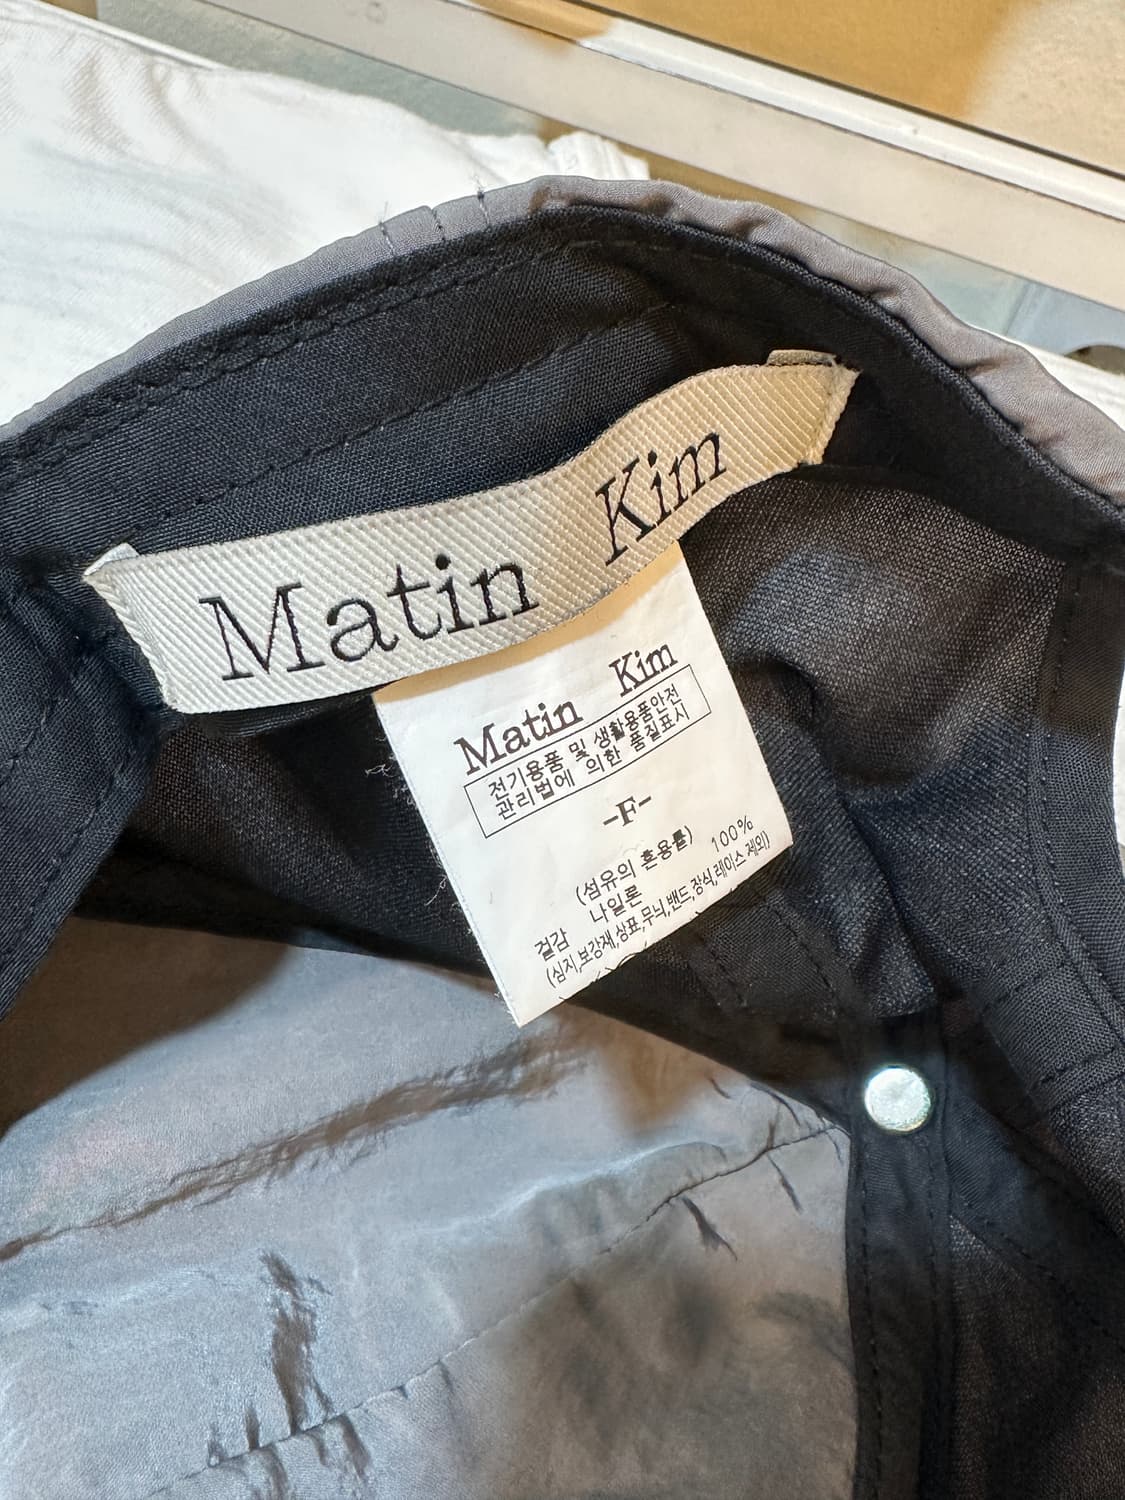 Matin Kim
Matin Kim
전기용품 및 생활용품안전
관리법에 의한 품질표시
-F-
(섬유의 혼용률)
나일론 100%
겉감
(심지,보강재,상표,무늬,밴드,장식,레이스 제외)